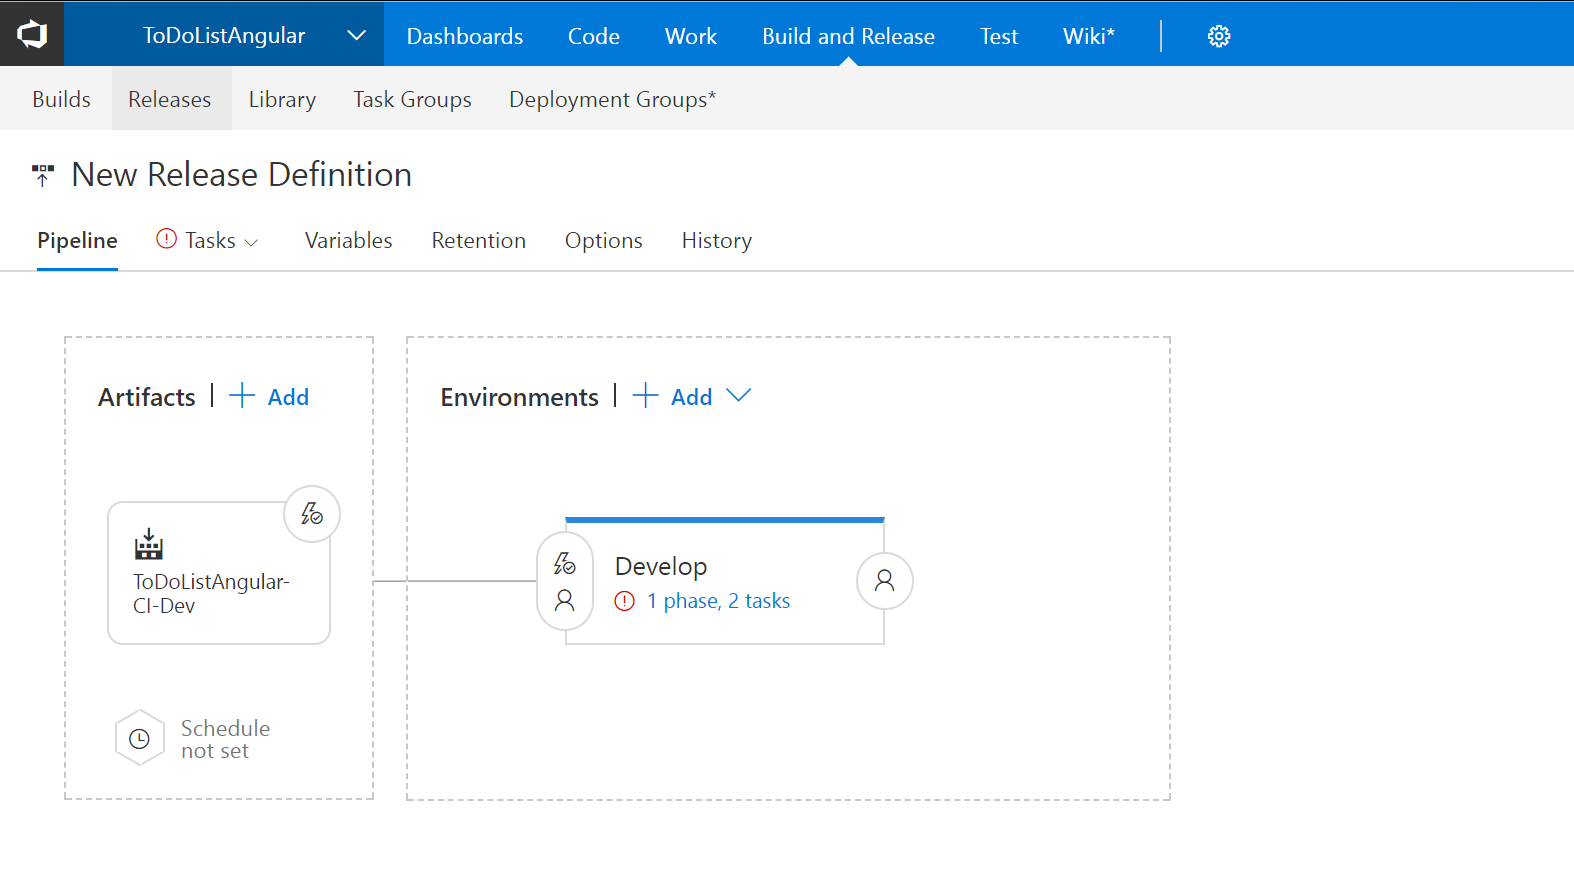 ToDoListAngular
Dashboards
Code
Work
Build and Release
Test
Wiki*
Builds
Releases
Library
Task Groups
Deployment Groups*
New Release Definition
Pipeline
Tasks
Variables
Retention
Options
History
Artifacts
Add
Environments
Add
ToDoListAngular-
CI-Dev
Develop
1 phase, 2 tasks
Schedule
not set